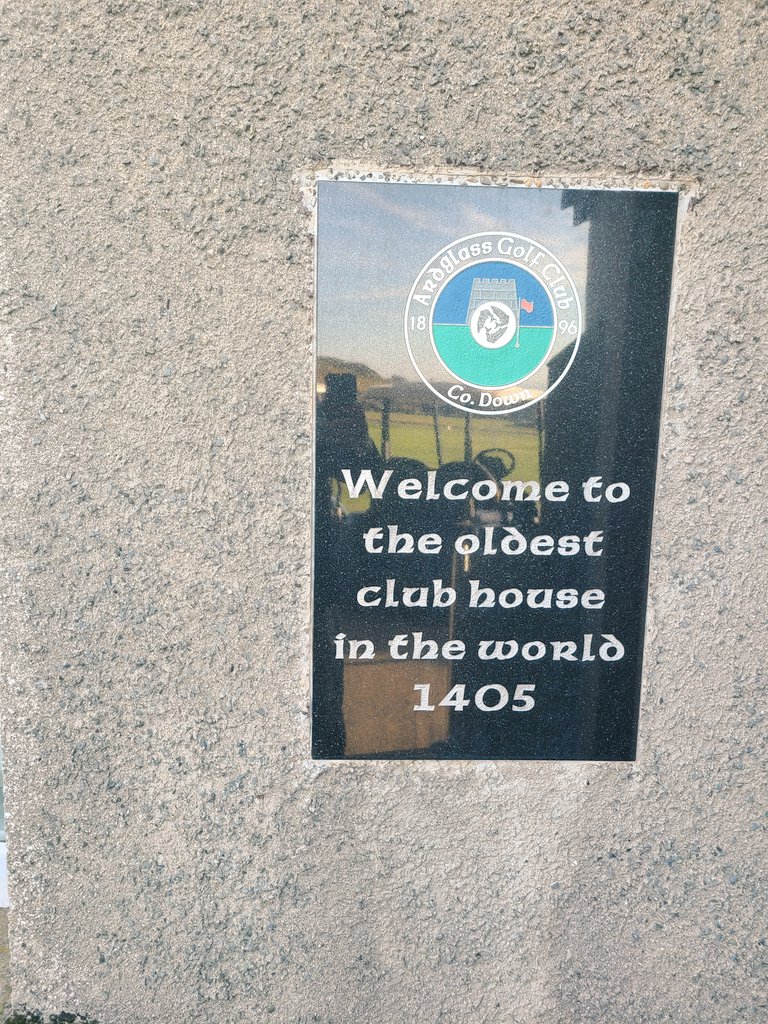 Ardglass Golf Club
18 96
Co. Down
Welcome to
the oldest
club house
in the world
1405